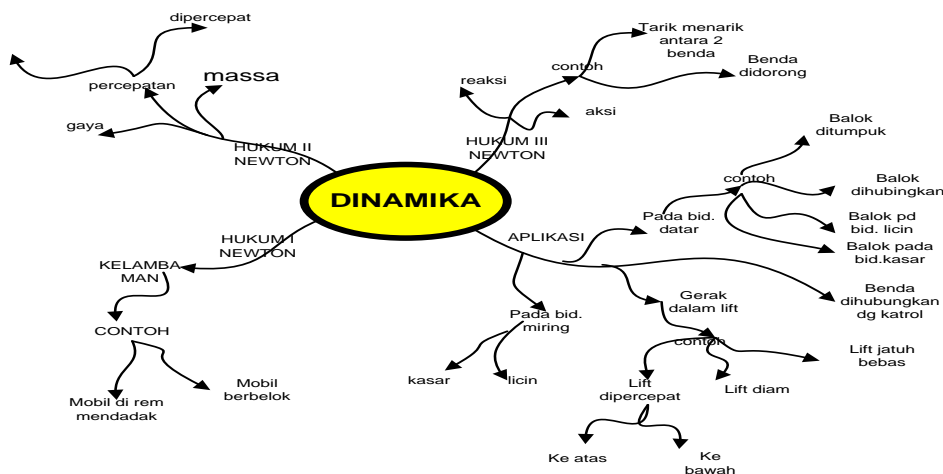 dipercepat
percepatan
massa
gaya
HUKUM II
NEWTON
Tarik menarik
antara 2
benda
contoh
Benda
didorong
reaksi
aksi
HUKUM III
NEWTON
DINAMIKA
HUKUM I
NEWTON
KELAMBA
MAN
CONTOH
Mobil di rem
mendadak
Mobil
berbelok
APLIKASI
Pada bid.
datar
contoh
Balok
ditumpuk
Balok
dihubingkan
Balok pd
bid. licin
Balok pada
bid.kasar
Benda
dihubungkan
dg katrol
Gerak
dalam lift
contoh
Lift jatuh
bebas
Lift diam
Lift
dipercepat
Ke atas
Ke
bawah
Pada bid.
miring
kasar
licin